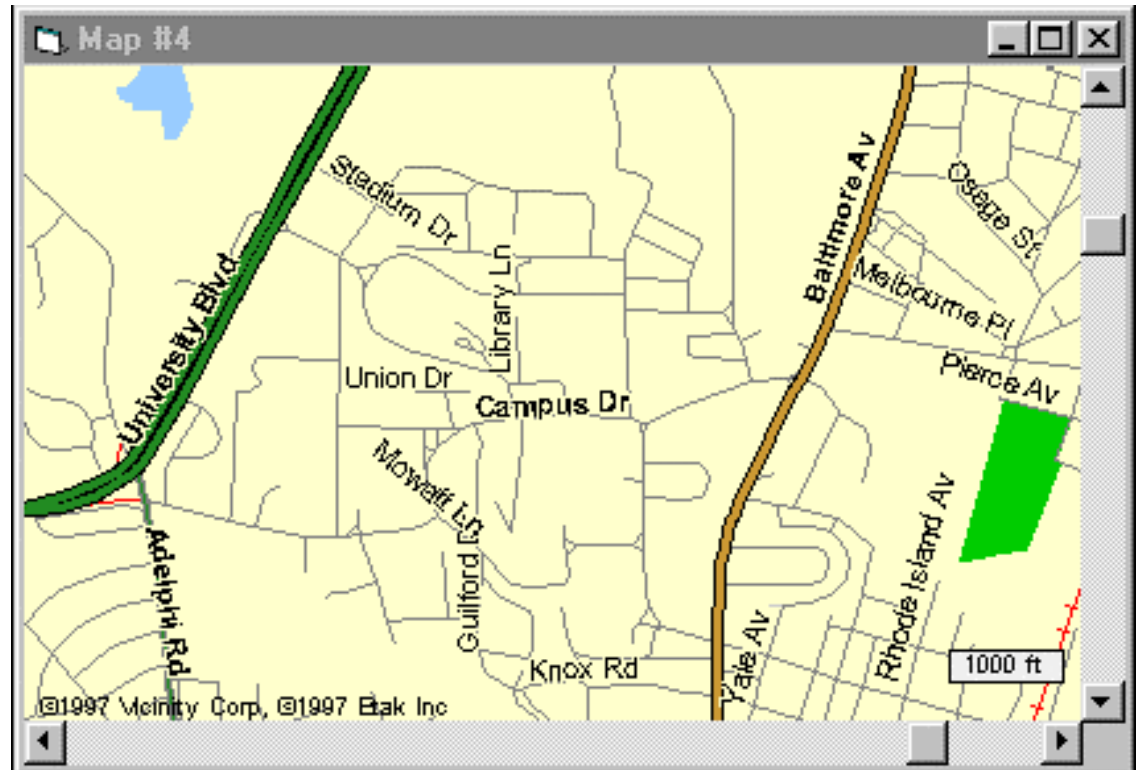 Map #4
Stadium Dr
Baltimore Av
Osage St
University Blvd
Library Ln
Melbourne Pl
Union Dr
Campus Dr
Pierce Av
Mowatt Ln
Guilford Dr
Adelphi Rd
Rhode Island Av
Yale Av
Knox Rd
1000 ft
©1997 Vicinity Corp, ©1997 Etak Inc